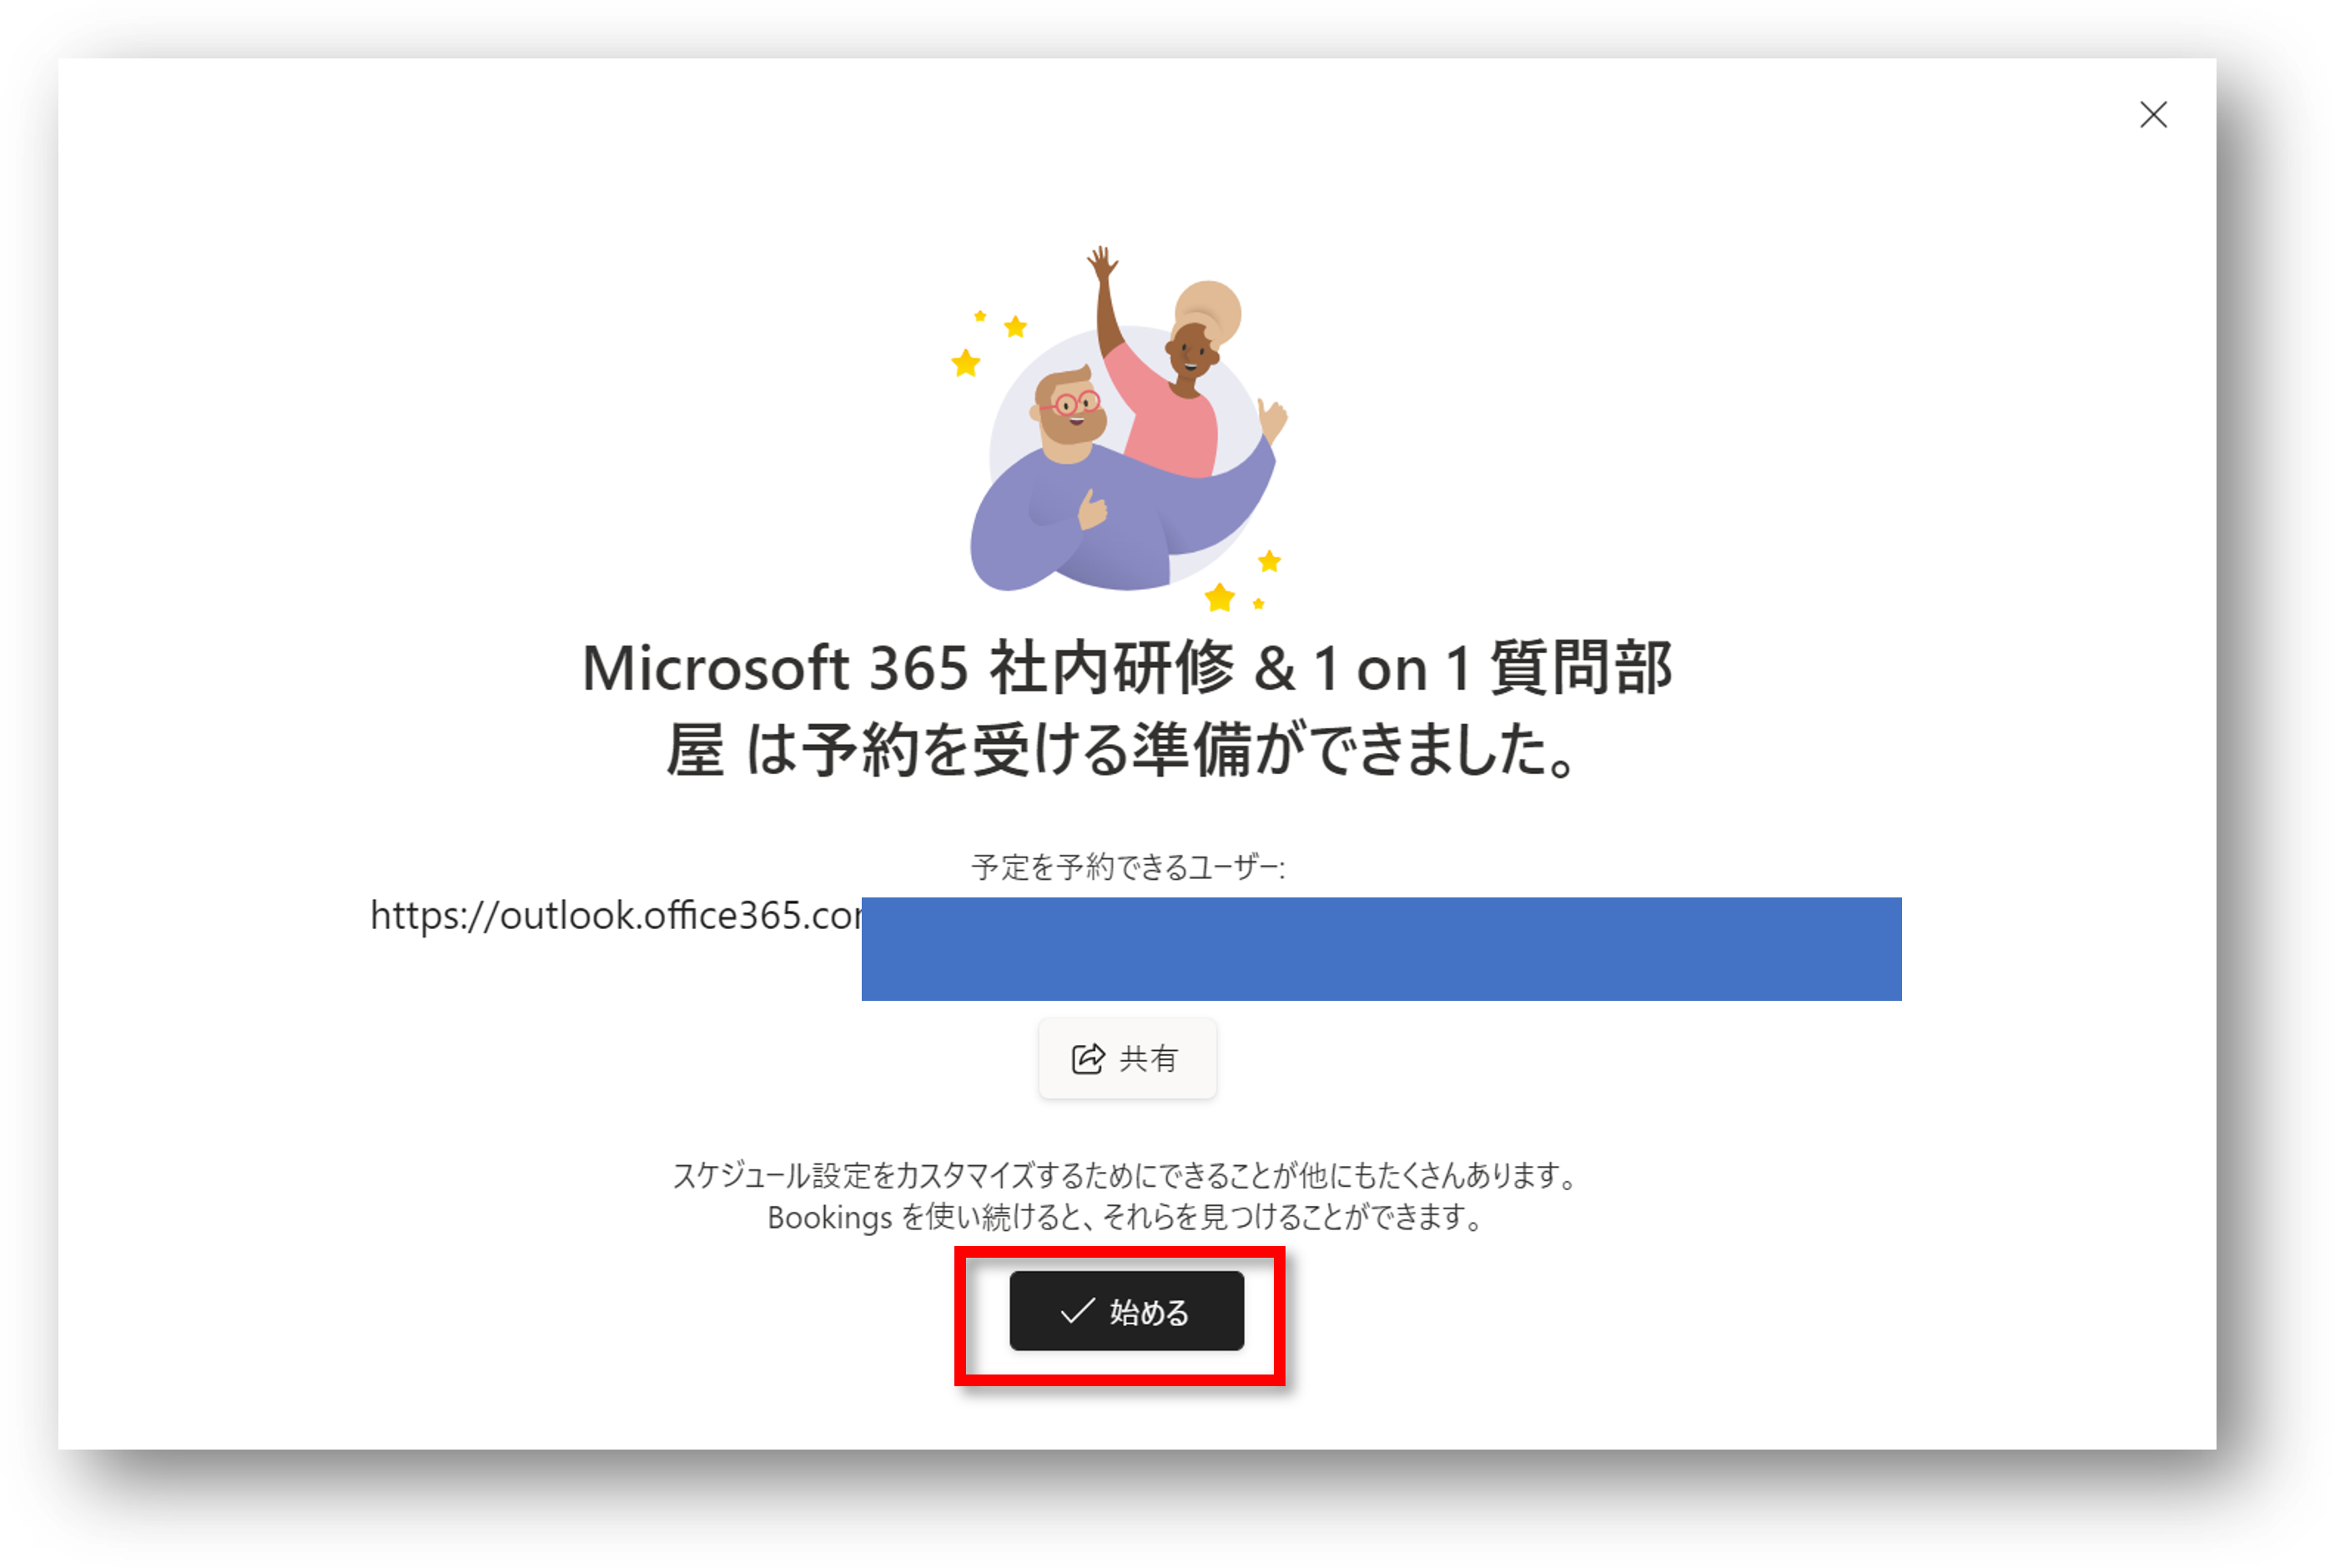 Microsoft 365 社内研修 & 1 on 1 質問部
屋 は予約を受ける準備ができました。
予定を予約できるユーザー:
https://outlook.office365.co
共有
スケジュール設定をカスタマイズするためにできることが他にもたくさんあります。
Bookings を使い続けると、それらを見つけることができます。
始める